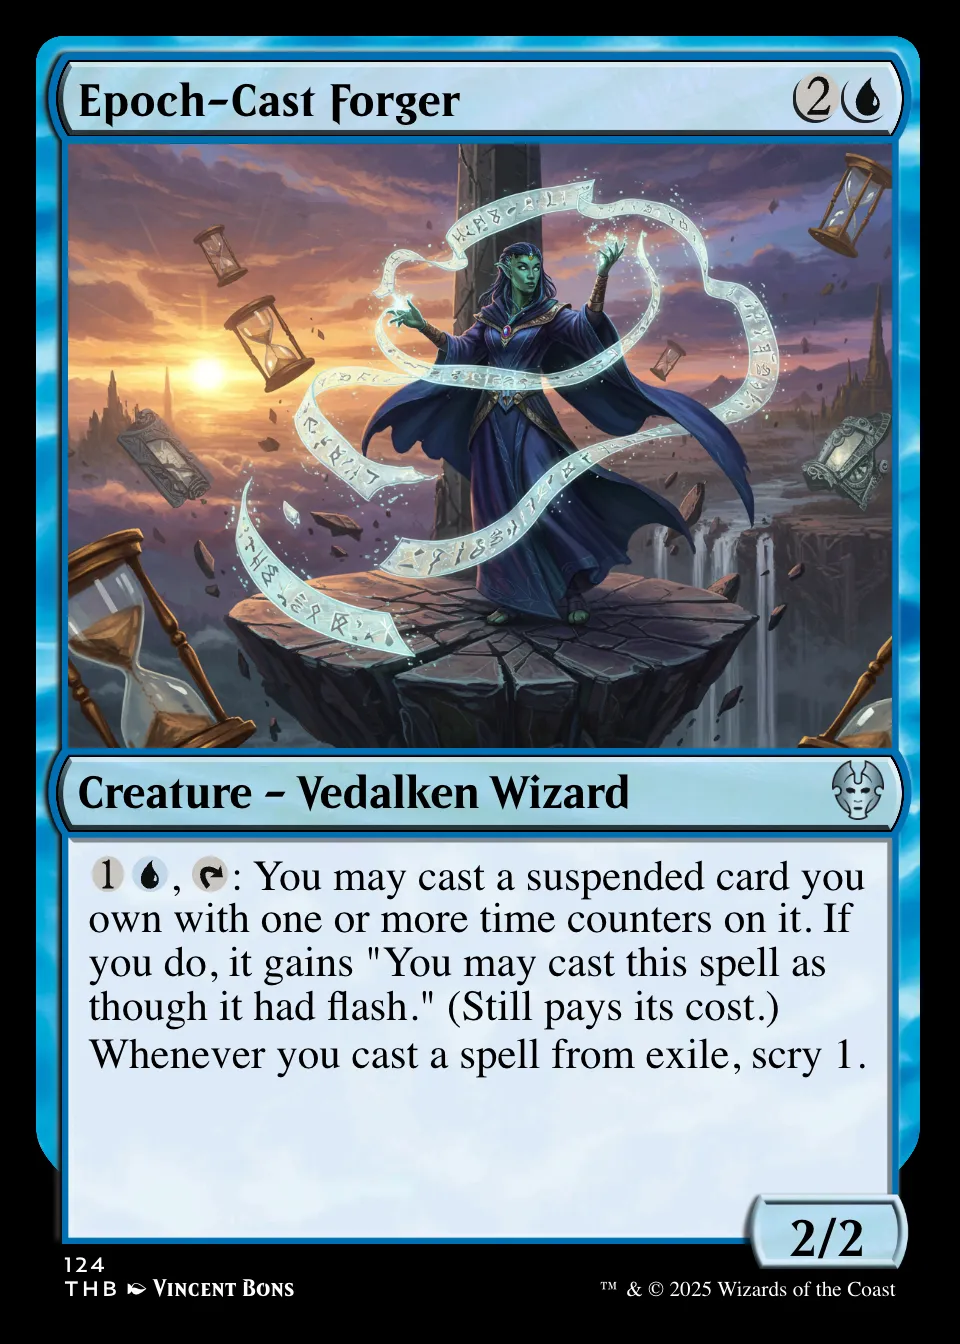 Epoch-Cast Forger 2
Creature – Vedalken Wizard
1 , : You may cast a suspended card you
own with one or more time counters on it. If
you do, it gains "You may cast this spell as
though it had flash." (Still pays its cost.)
Whenever you cast a spell from exile, scry 1.
2/2
124
THB VINCENT BONS
™ & © 2025 Wizards of the Coast